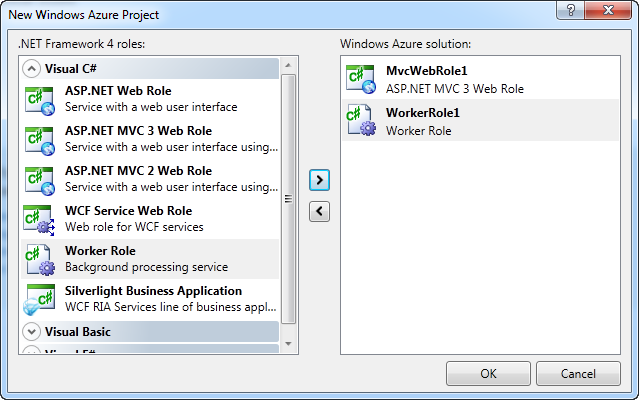 New Windows Azure Project
.NET Framework 4 roles:
Visual C#
ASP.NET Web Role
Service with a web user interface
ASP.NET MVC 3 Web Role
Service with a web user interface using...
ASP.NET MVC 2 Web Role
Service with a web user interface using...
WCF Service Web Role
Web role for WCF services
Worker Role
Background processing service
Silverlight Business Application
WCF RIA Services line of business appl...
Visual Basic
Visual F#
Windows Azure solution:
MvcWebRole1
ASP.NET MVC 3 Web Role
WorkerRole1
Worker Role
OK
Cancel